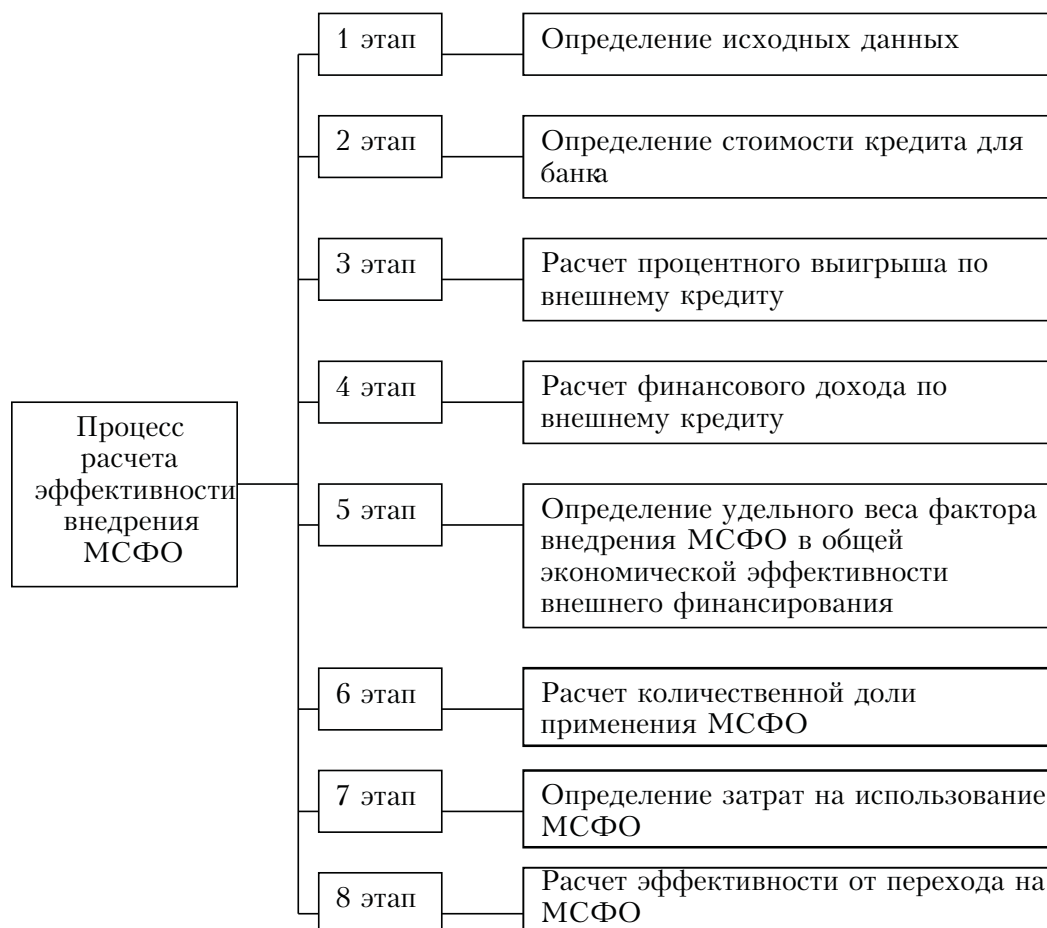 1 этап
Определение исходных данных
2 этап
Определение стоимости кредита для
банка
3 этап
Расчет процентного выигрыша по
внешнему кредиту
4 этап
Расчет финансового дохода по
внешнему кредиту
Процесс
расчета
эффективности
внедрения
МСФО
5 этап
Определение удельного веса фактора
внедрения МСФО в общей
экономической эффективности
внешнего финансирования
6 этап
Расчет количественной доли
применения МСФО
7 этап
Определение затрат на использование
МСФО
8 этап
Расчет эффективности от перехода на
МСФО